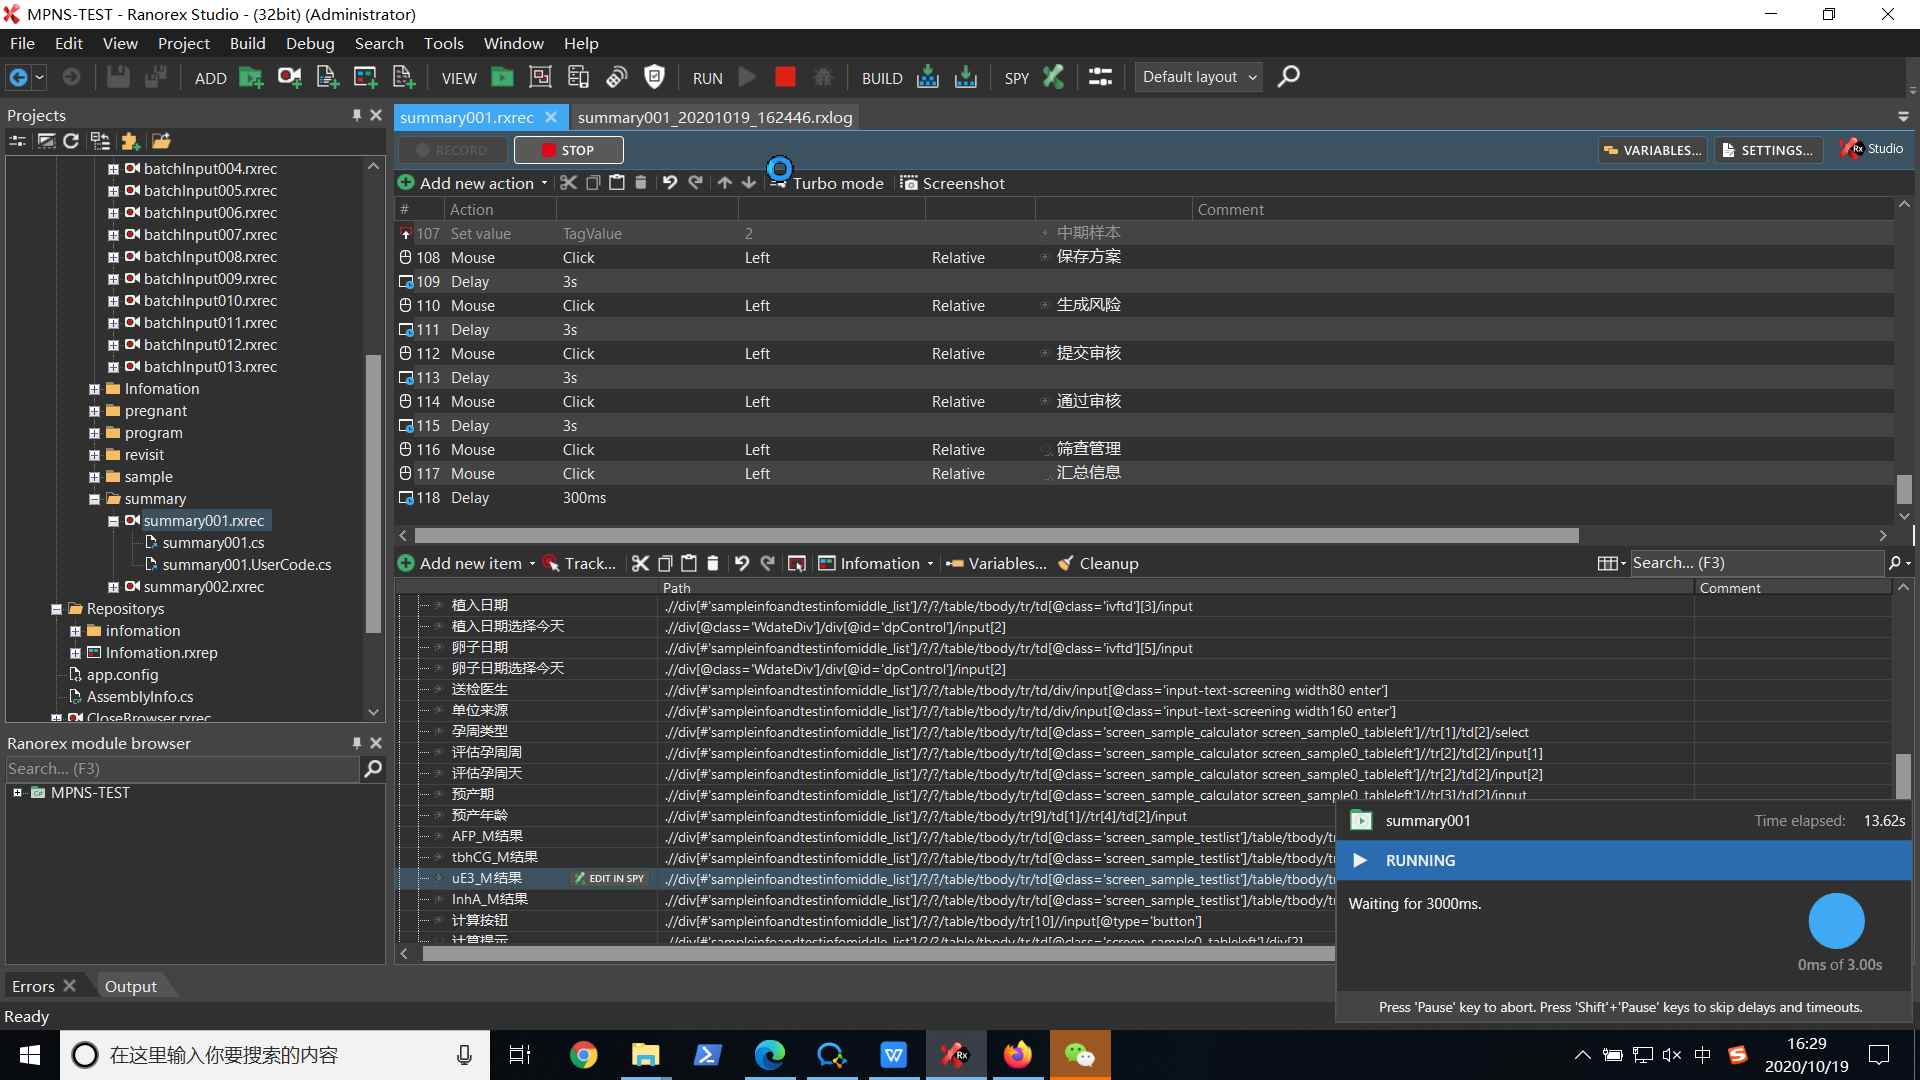 MPNS-TEST - Ranorex Studio - (32bit) (Administrator)
File Edit View Project Build Debug Search Tools Window Help
ADD VIEW RUN BUILD SPY Default layout
Projects
summary001.rxrec summary001_20201019_162446.rxlog
RECORD STOP VARIABLES... SETTINGS... Rx Studio
Add new action Turbo mode Screenshot
# Action Comment
107 Set value TagValue 2 中期样本
108 Mouse Click Left Relative 保存方案
109 Delay 3s
110 Mouse Click Left Relative 生成风险
111 Delay 3s
112 Mouse Click Left Relative 提交审核
113 Delay 3s
114 Mouse Click Left Relative 通过审核
115 Delay 3s
116 Mouse Click Left Relative 筛查管理
117 Mouse Click Left Relative 汇总信息
118 Delay 300ms
batchInput004.rxrec
batchInput005.rxrec
batchInput006.rxrec
batchInput007.rxrec
batchInput008.rxrec
batchInput009.rxrec
batchInput010.rxrec
batchInput011.rxrec
batchInput012.rxrec
batchInput013.rxrec
Infomation
pregnant
program
revisit
sample
summary
summary001.rxrec
summary001.cs
summary001.UserCode.cs
summary002.rxrec
Repositorys
infomation
Infomation.rxrep
app.config
AssemblyInfo.cs
CloseBrowser.rxrec
Ranorex module browser
Search... (F3)
MPNS-TEST
Add new item Track... Infomation Variables... Cleanup Search... (F3)
Path Comment
植入日期 .//div[#'sampleinfoandtestinfomiddle_list']/?/?/table/tbody/tr/td[@class='ivftd'][3]/input
植入日期选择今天 .//div[@class='WdateDiv']/div[@id='dpControl']/input[2]
卵子日期 .//div[#'sampleinfoandtestinfomiddle_list']/?/?/table/tbody/tr/td[@class='ivftd'][5]/input
卵子日期选择今天 .//div[@class='WdateDiv']/div[@id='dpControl']/input[2]
送检医生 .//div[#'sampleinfoandtestinfomiddle_list']/?/?/table/tbody/tr/td/div/input[@class='input-text-screening width80 enter']
单位来源 .//div[#'sampleinfoandtestinfomiddle_list']/?/?/table/tbody/tr/td/div/input[@class='input-text-screening width160 enter']
孕周类型 .//div[#'sampleinfoandtestinfomiddle_list']/?/?/table/tbody/tr/td[@class='screen_sample_calculator screen_sample0_tableleft']//tr[1]/td[2]/select
评估孕周周 .//div[#'sampleinfoandtestinfomiddle_list']/?/?/table/tbody/tr/td[@class='screen_sample_calculator screen_sample0_tableleft']//tr[2]/td[2]/input[1]
评估孕周天 .//div[#'sampleinfoandtestinfomiddle_list']/?/?/table/tbody/tr/td[@class='screen_sample_calculator screen_sample0_tableleft']//tr[2]/td[2]/input[2]
预产期 .//div[#'sampleinfoandtestinfomiddle_list']/?/?/table/tbody/tr/td[@class='screen_sample_calculator screen_sample0_tableleft']//tr[3]/td[2]/input
预产年龄 .//div[#'sampleinfoandtestinfomiddle_list']/?/?/table/tbody/tr[9]/td[1]//tr[4]/td[2]/input
AFP_M结果 .//div[#'sampleinfoandtestinfomiddle_list']/?/?/table/tbody/tr/td[@class='screen_sample_testlist']/table/tbody/tr
tbhCG_M结果 .//div[#'sampleinfoandtestinfomiddle_list']/?/?/table/tbody/tr/td[@class='screen_sample_testlist']/table/tbody/tr
uE3_M结果 EDIT IN SPY .//div[#'sampleinfoandtestinfomiddle_list']/?/?/table/tbody/tr/td[@class='screen_sample_testlist']/table/tbody/tr
InhA_M结果 .//div[#'sampleinfoandtestinfomiddle_list']/?/?/table/tbody/tr/td[@class='screen_sample_testlist']/table/tbody/tr
计算按钮 .//div[#'sampleinfoandtestinfomiddle_list']/?/?/table/tbody/tr[10]//input[@type='button']
计算提示 .//div[#'sampleinfoandtestinfomiddle_list']/?/?/table/tbody/tr/td[@class='screen_sample0_tableleft']/div[2]
summary001 Time elapsed: 13.62s
RUNNING
Waiting for 3000ms.
0ms of 3.00s
Press 'Pause' key to abort. Press 'Shift'+'Pause' keys to skip delays and timeouts.
Errors Output
Ready
在这里输入你要搜索的内容
中
16:29
2020/10/19